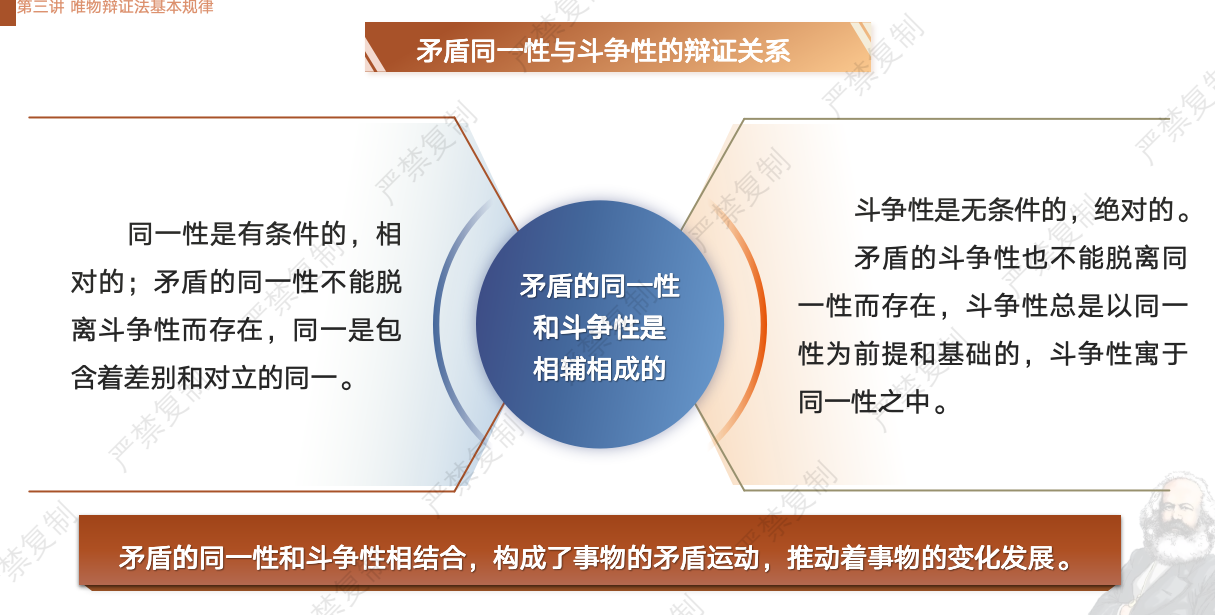 第三讲 唯物辩证法基本规律
矛盾同一性与斗争性的辩证关系
同一性是有条件的，相
对的；矛盾的同一性不能脱
离斗争性而存在，同一是包
含着差别和对立的同一。
矛盾的同一性
和斗争性是
相辅相成的
斗争性是无条件的，绝对的。
矛盾的斗争性也不能脱离同
一性而存在，斗争性总是以同一
性为前提和基础的，斗争性寓于
同一性之中。
矛盾的同一性和斗争性相结合，构成了事物的矛盾运动，推动着事物的变化发展。
严禁复制